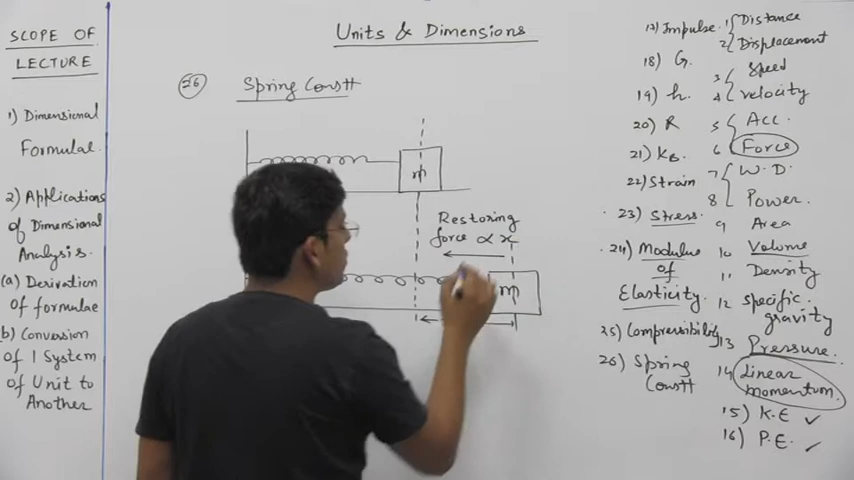 Units & Dimensions
SCOPE OF
LECTURE
1) Dimensional
Formulae.
2) Applications
of Dimensional
Analysis.
(a) Derivation
of formulae
(b) Conversion
of 1 System
of Unit to
Another
(26) Spring Constt
m
Restoring
force ∝ x
m
17) Impulse.
18) G.
19) h.
20) R
21) KB.
22) Strain
23) Stress.
24) Modulus
of
Elasticity.
25) Compressibility
26) Spring
Constt
1 Distance
2 Displacement
3 Speed
4 velocity
5 Acc.
6 Force
7 W.D.
8 Power.
9 Area
10 Volume
11 Density
12 specific
gravity
13 Pressure.
14 Linear
momentum.
15) K.E ✓
16) P.E. ✓